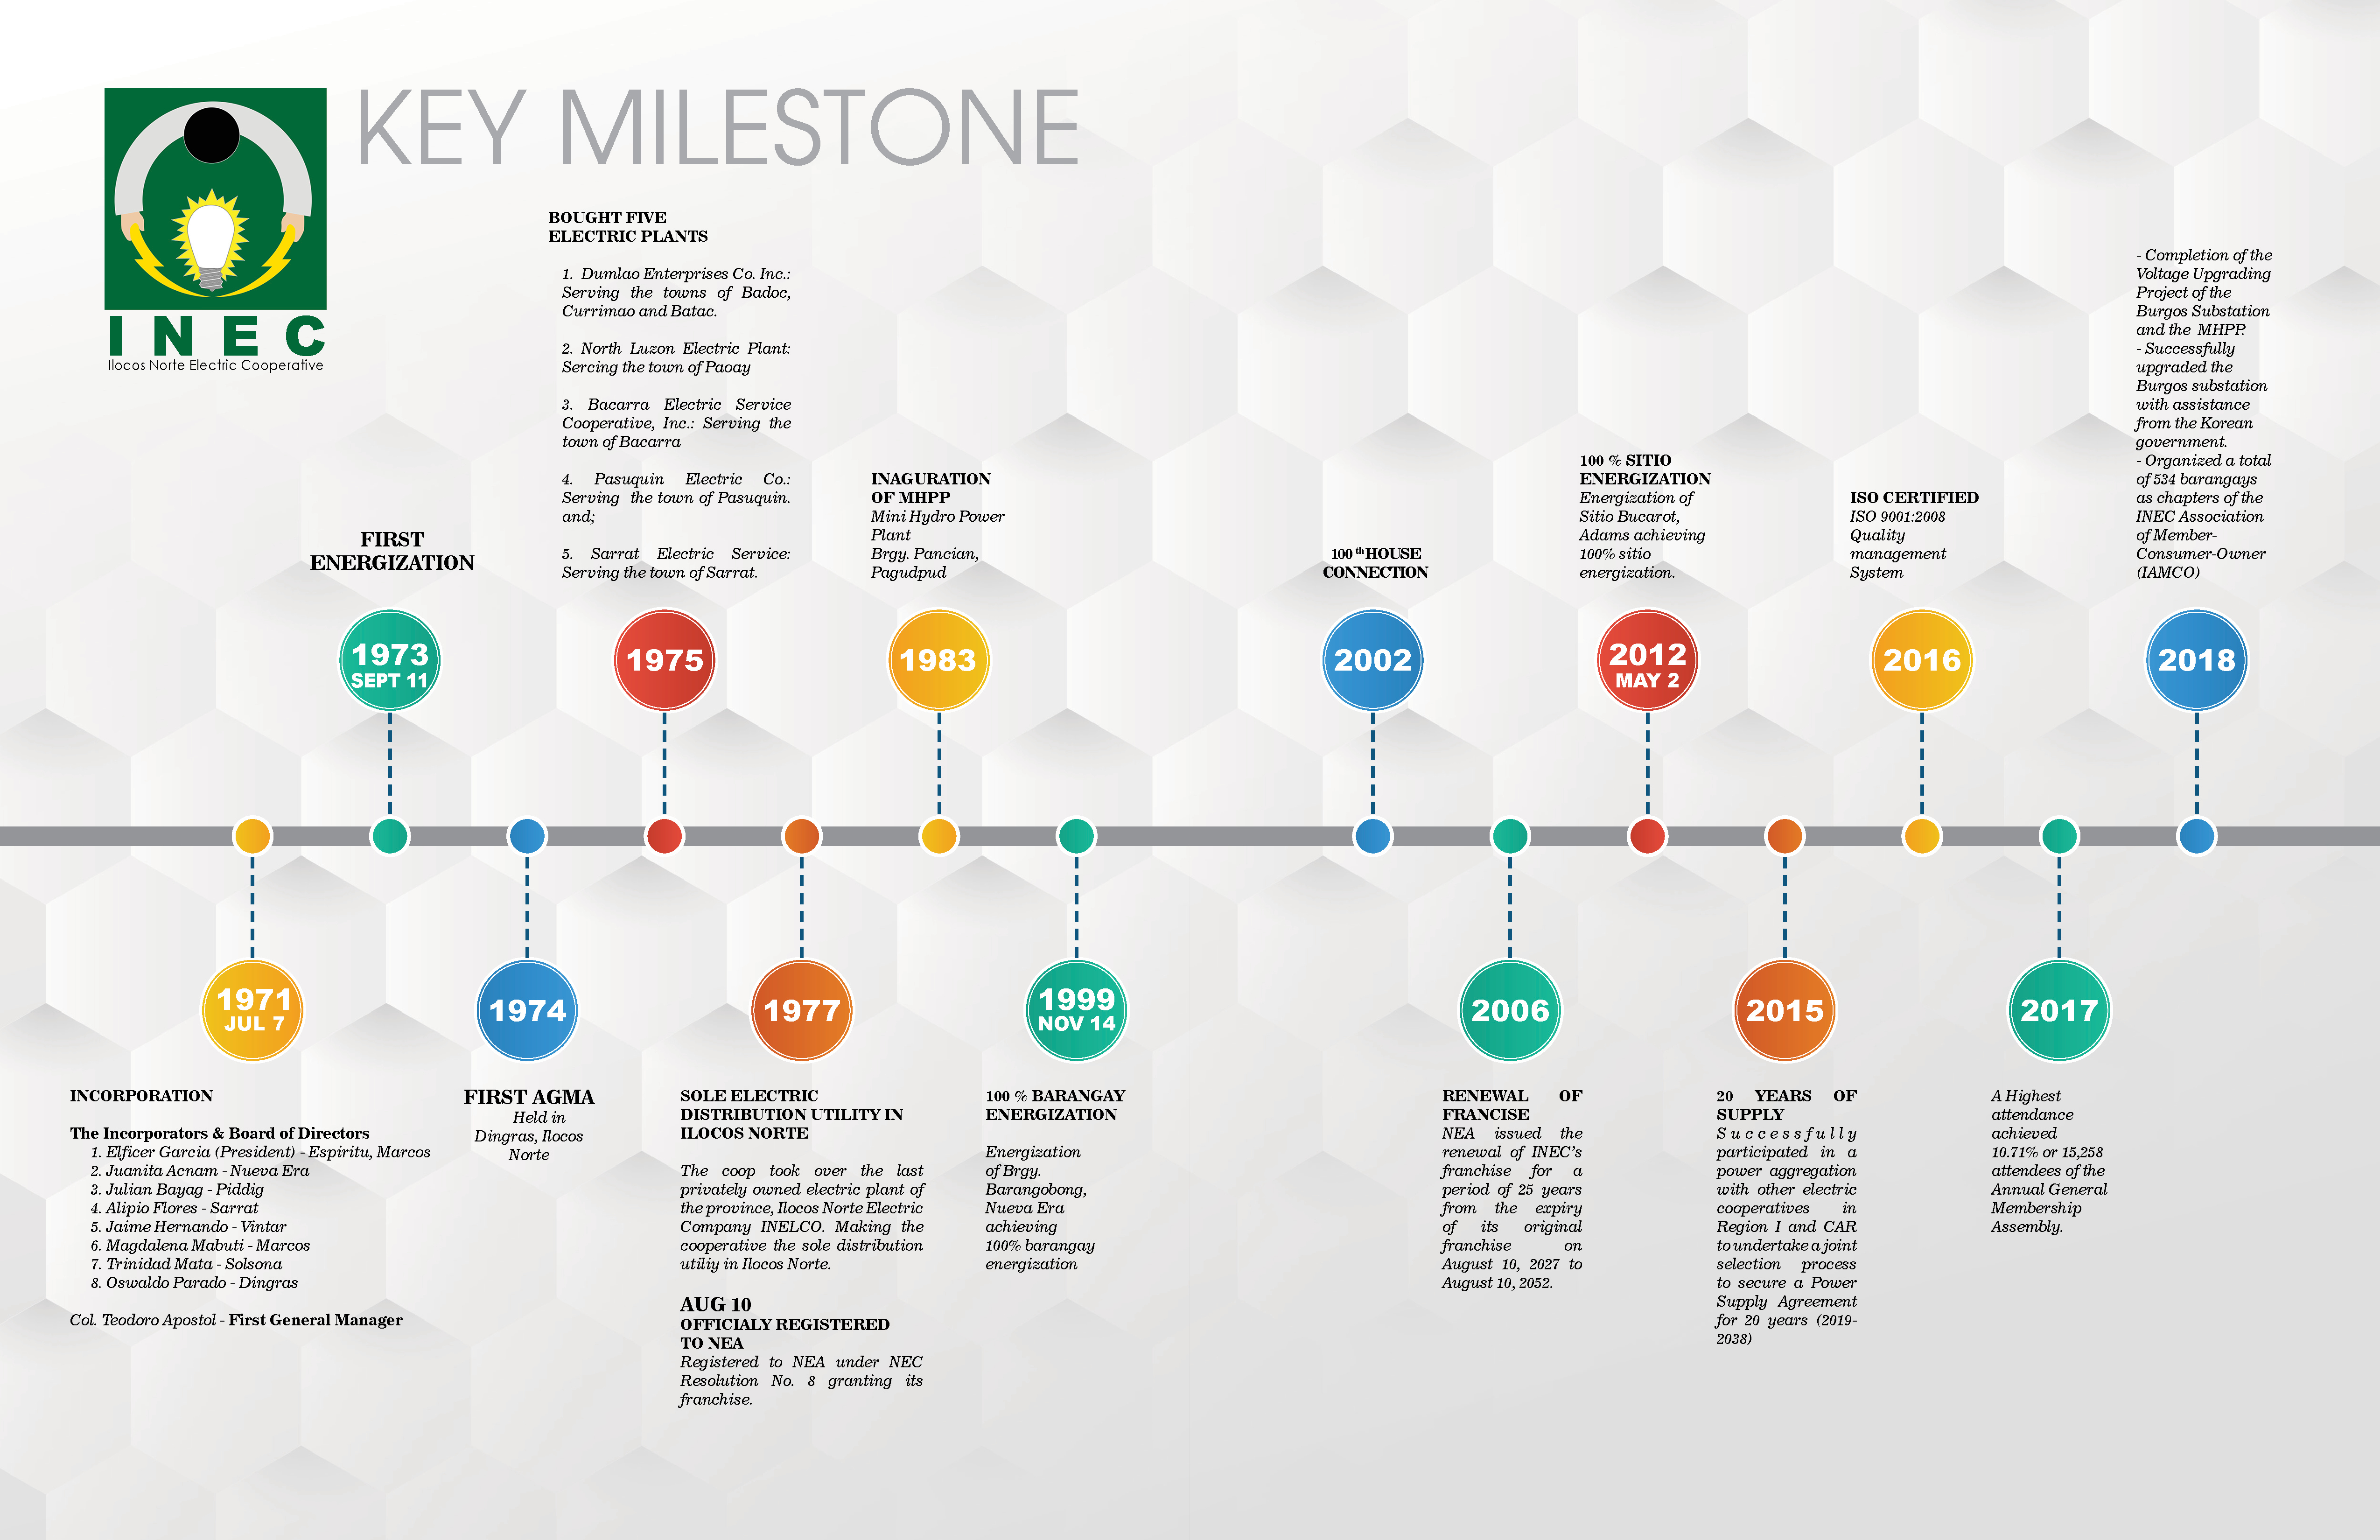 KEY MILESTONE
INEC
Ilocos Norte Electric Cooperative
INCORPORATION
The Incorporators & Board of Directors
1. Elficer Garcia (President) - Espiritu, Marcos
2. Juanita Acnam - Nueva Era
3. Julian Bayag - Piddig
4. Alipio Flores - Sarrat
5. Jaime Hernando - Vintar
6. Magdalena Mabuti - Marcos
7. Trinidad Mata - Solsona
8. Oswaldo Parado - Dingras
Col. Teodoro Apostol - First General Manager
1971
JUL 7
FIRST
ENERGIZATION
1973
SEPT 11
1974
FIRST AGMA
Held in
Dingras, Ilocos
Norte
BOUGHT FIVE
ELECTRIC PLANTS
1. Dumlao Enterprises Co. Inc.:
Serving the towns of Badoc,
Currimao and Batac.
2. North Luzon Electric Plant:
Sercing the town of Paoay
3. Bacarra Electric Service
Cooperative, Inc.: Serving the
town of Bacarra
4. Pasuquin Electric Co.:
Serving the town of Pasuquin.
and;
5. Sarrat Electric Service:
Serving the town of Sarrat.
1975
1977
SOLE ELECTRIC
DISTRIBUTION UTILITY IN
ILOCOS NORTE
The coop took over the last
privately owned electric plant of
the province, Ilocos Norte Electric
Company INELCO. Making the
cooperative the sole distribution
utiliy in Ilocos Norte.
AUG 10
OFFICIALY REGISTERED
TO NEA
Registered to NEA under NEC
Resolution No. 8 granting its
franchise.
INAGURATION
OF MHPP
Mini Hydro Power
Plant
Brgy. Pancian,
Pagudpud
1983
1999
NOV 14
100 % BARANGAY
ENERGIZATION
Energization
of Brgy.
Barangobong,
Nueva Era
achieving
100% barangay
energization
100 th HOUSE
CONNECTION
2002
2006
RENEWAL OF
FRANCISE
NEA issued the
renewal of INEC's
franchise for a
period of 25 years
from the expiry
of its original
franchise on
August 10, 2027 to
August 10, 2052.
100 % SITIO
ENERGIZATION
Energization of
Sitio Bucarot,
Adams achieving
100% sitio
energization.
2012
MAY 2
2015
20 YEARS OF
SUPPLY
Successfully
participated in a
power aggregation
with other electric
cooperatives in
Region I and CAR
to undertake a joint
selection process
to secure a Power
Supply Agreement
for 20 years (2019-
2038)
ISO CERTIFIED
ISO 9001:2008
Quality
management
System
2016
2017
A Highest
attendance
achieved
10.71% or 15,258
attendees of the
Annual General
Membership
Assembly.
- Completion of the
Voltage Upgrading
Project of the
Burgos Substation
and the MHPP.
- Successfully
upgraded the
Burgos substation
with assistance
from the Korean
government.
- Organized a total
of 534 barangays
as chapters of the
INEC Association
of Member-
Consumer-Owner
(IAMCO)
2018